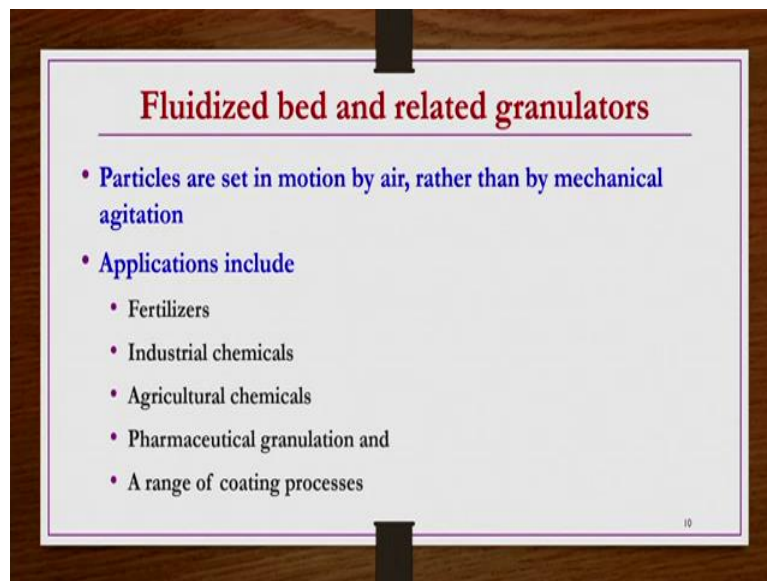 Fluidized bed and related granulators
• Particles are set in motion by air, rather than by mechanical
agitation
• Applications include
• Fertilizers
• Industrial chemicals
• Agricultural chemicals
• Pharmaceutical granulation and
• A range of coating processes
10